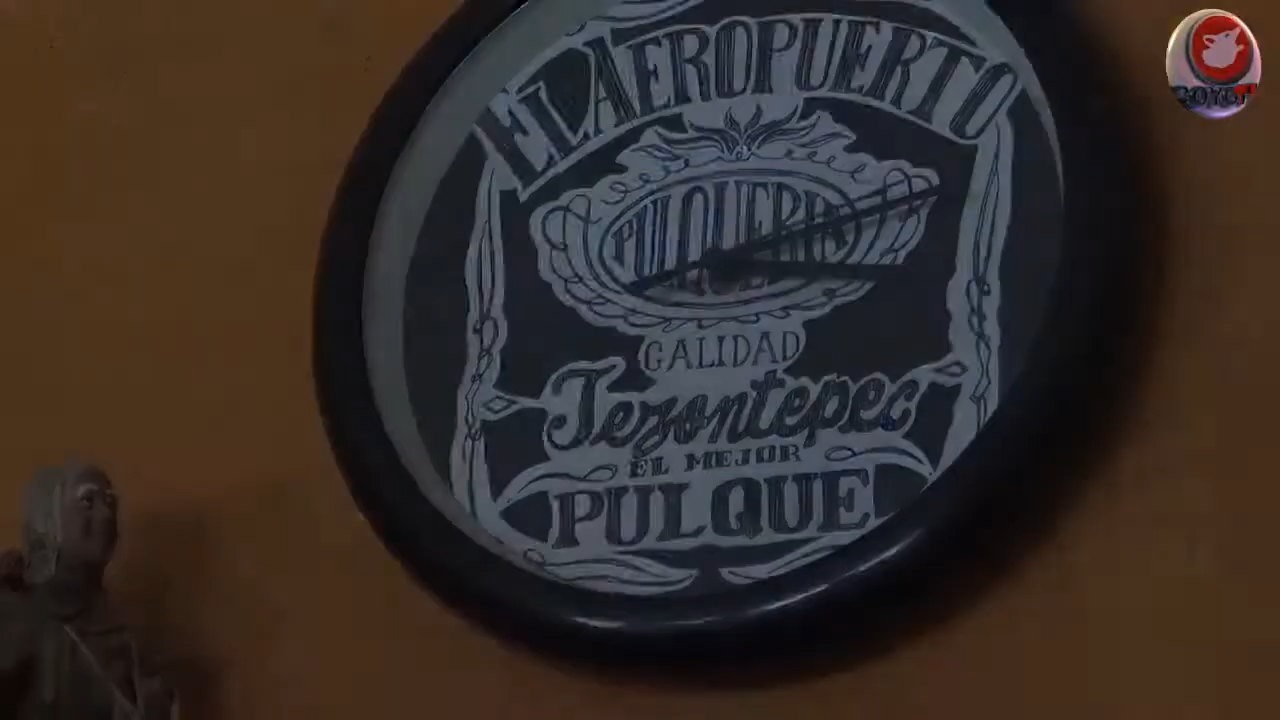 EL AEROPUERTO
PULQUERIA
CALIDAD
Tezontepec
EL MEJOR
PULQUE